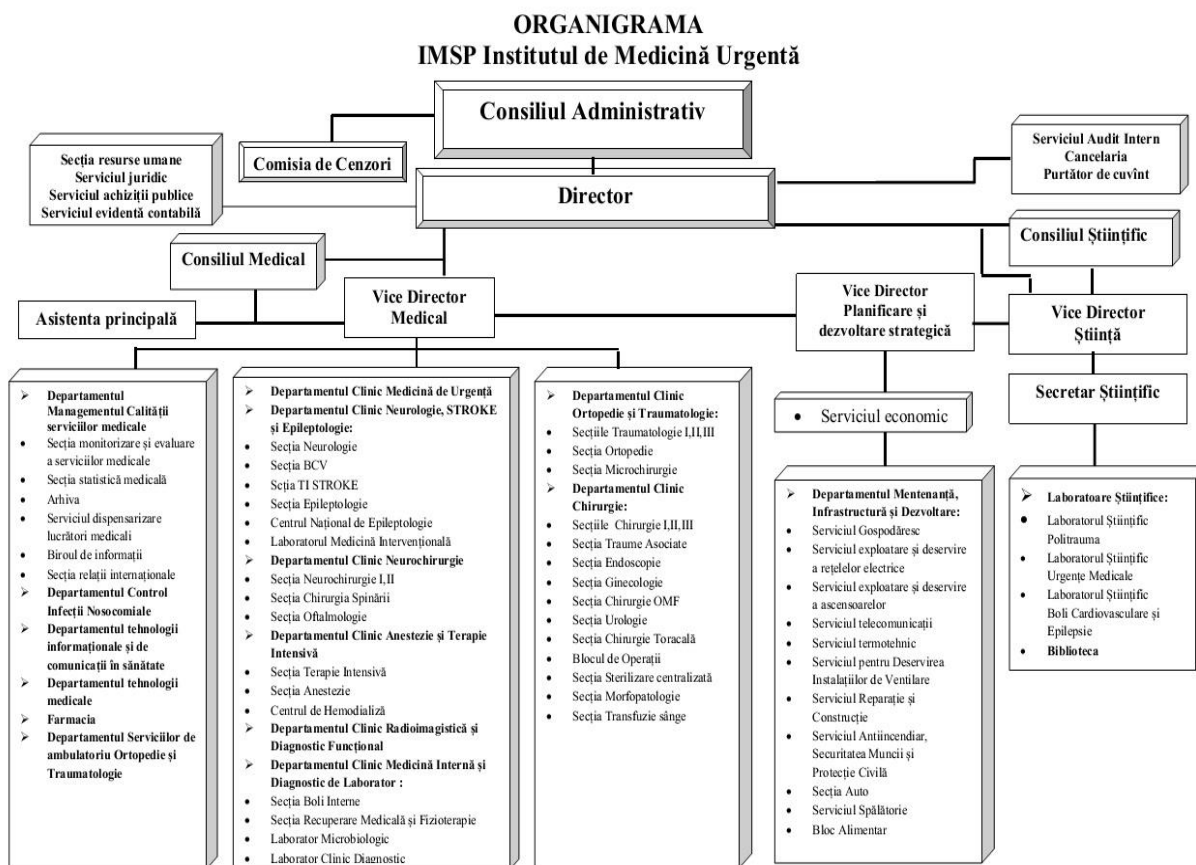 ORGANIGRAMA
IMSP Institutul de Medicină Urgentă
Consiliul Administrativ
Secția resurse umane
Serviciul juridic
Serviciul achiziții publice
Serviciul evidentă contabilă
Comisia de Cenzori
Director
Serviciul Audit Intern
Cancelaria
Purtător de cuvînt
Consiliul Medical
Consiliul Științific
Asistenta principală
Vice Director
Medical
Vice Director
Planificare și
dezvoltare strategică
Vice Director
Știință
Serviciul economic
Secretar Științific
Departamentul
Managementul Calității
serviciilor medicale
Secția monitorizare și evaluare
a serviciilor medicale
Secția statistică medicală
Arhiva
Serviciul dispensarizare
lucrători medicali
Biroul de informații
Secția relații internaționale
Departamentul Control
Infecții Nosocomiale
Departamentul tehnologii
informaționale și de
comunicații în sănătate
Departamentul tehnologii
medicale
Farmacia
Departamentul Serviciilor de
ambulatoriu Ortopedie și
Traumatologie
Departamentul Clinic Medicină de Urgență
Departamentul Clinic Neurologie, STROKE
și Epileptologie:
Secția Neurologie
Secția BCV
Scția TI STROKE
Secția Epileptologie
Centrul Național de Epileptologie
Laboratorul Medicină Intervențională
Departamentul Clinic Neurochirurgie
Secția Neurochirurgie I,II
Secția Chirurgia Spinării
Secția Oftalmologie
Departamentul Clinic Anestezie și Terapie
Intensivă
Secția Terapie Intensivă
Secția Anestezie
Centrul de Hemodializă
Departamentul Clinic Radioimagistică și
Diagnostic Funcțional
Departamentul Clinic Medicină Internă și
Diagnostic de Laborator :
Secția Boli Interne
Secția Recuperare Medicală și Fizioterapie
Laborator Microbiologic
Laborator Clinic Diagnostic
Departamentul Clinic
Ortopedie și Traumatologie:
Secțiile Traumatologie I,II,III
Secția Ortopedie
Secția Microchirurgie
Departamentul Clinic
Chirurgie:
Secțiile Chirurgie I,II,III
Secția Traume Asociate
Secția Endoscopie
Secția Ginecologie
Secția Chirurgie OMF
Secția Urologie
Secția Chirurgie Toracală
Blocul de Operații
Secția Sterilizare centralizată
Secția Morfopatologie
Secția Transfuzie sânge
Departamentul Mentenanță,
Infrastructură și Dezvoltare:
Serviciul Gospodăresc
Serviciul exploatare și deservire
a rețelelor electrice
Serviciul exploatare și deservire
a ascensoarelor
Serviciul telecomunicații
Serviciul termotehnic
Serviciul pentru Deservirea
Instalațiilor de Ventilare
Serviciul Reparație și
Construcție
Serviciul Antiincendiar,
Securitatea Muncii și
Protecție Civilă
Secția Auto
Serviciul Spălătorie
Bloc Alimentar
Laboratoare Științifice:
Laboratorul Științific
Politrauma
Laboratorul Științific
Urgențe Medicale
Laboratorul Științific
Boli Cardiovasculare și
Epilepsie
Biblioteca